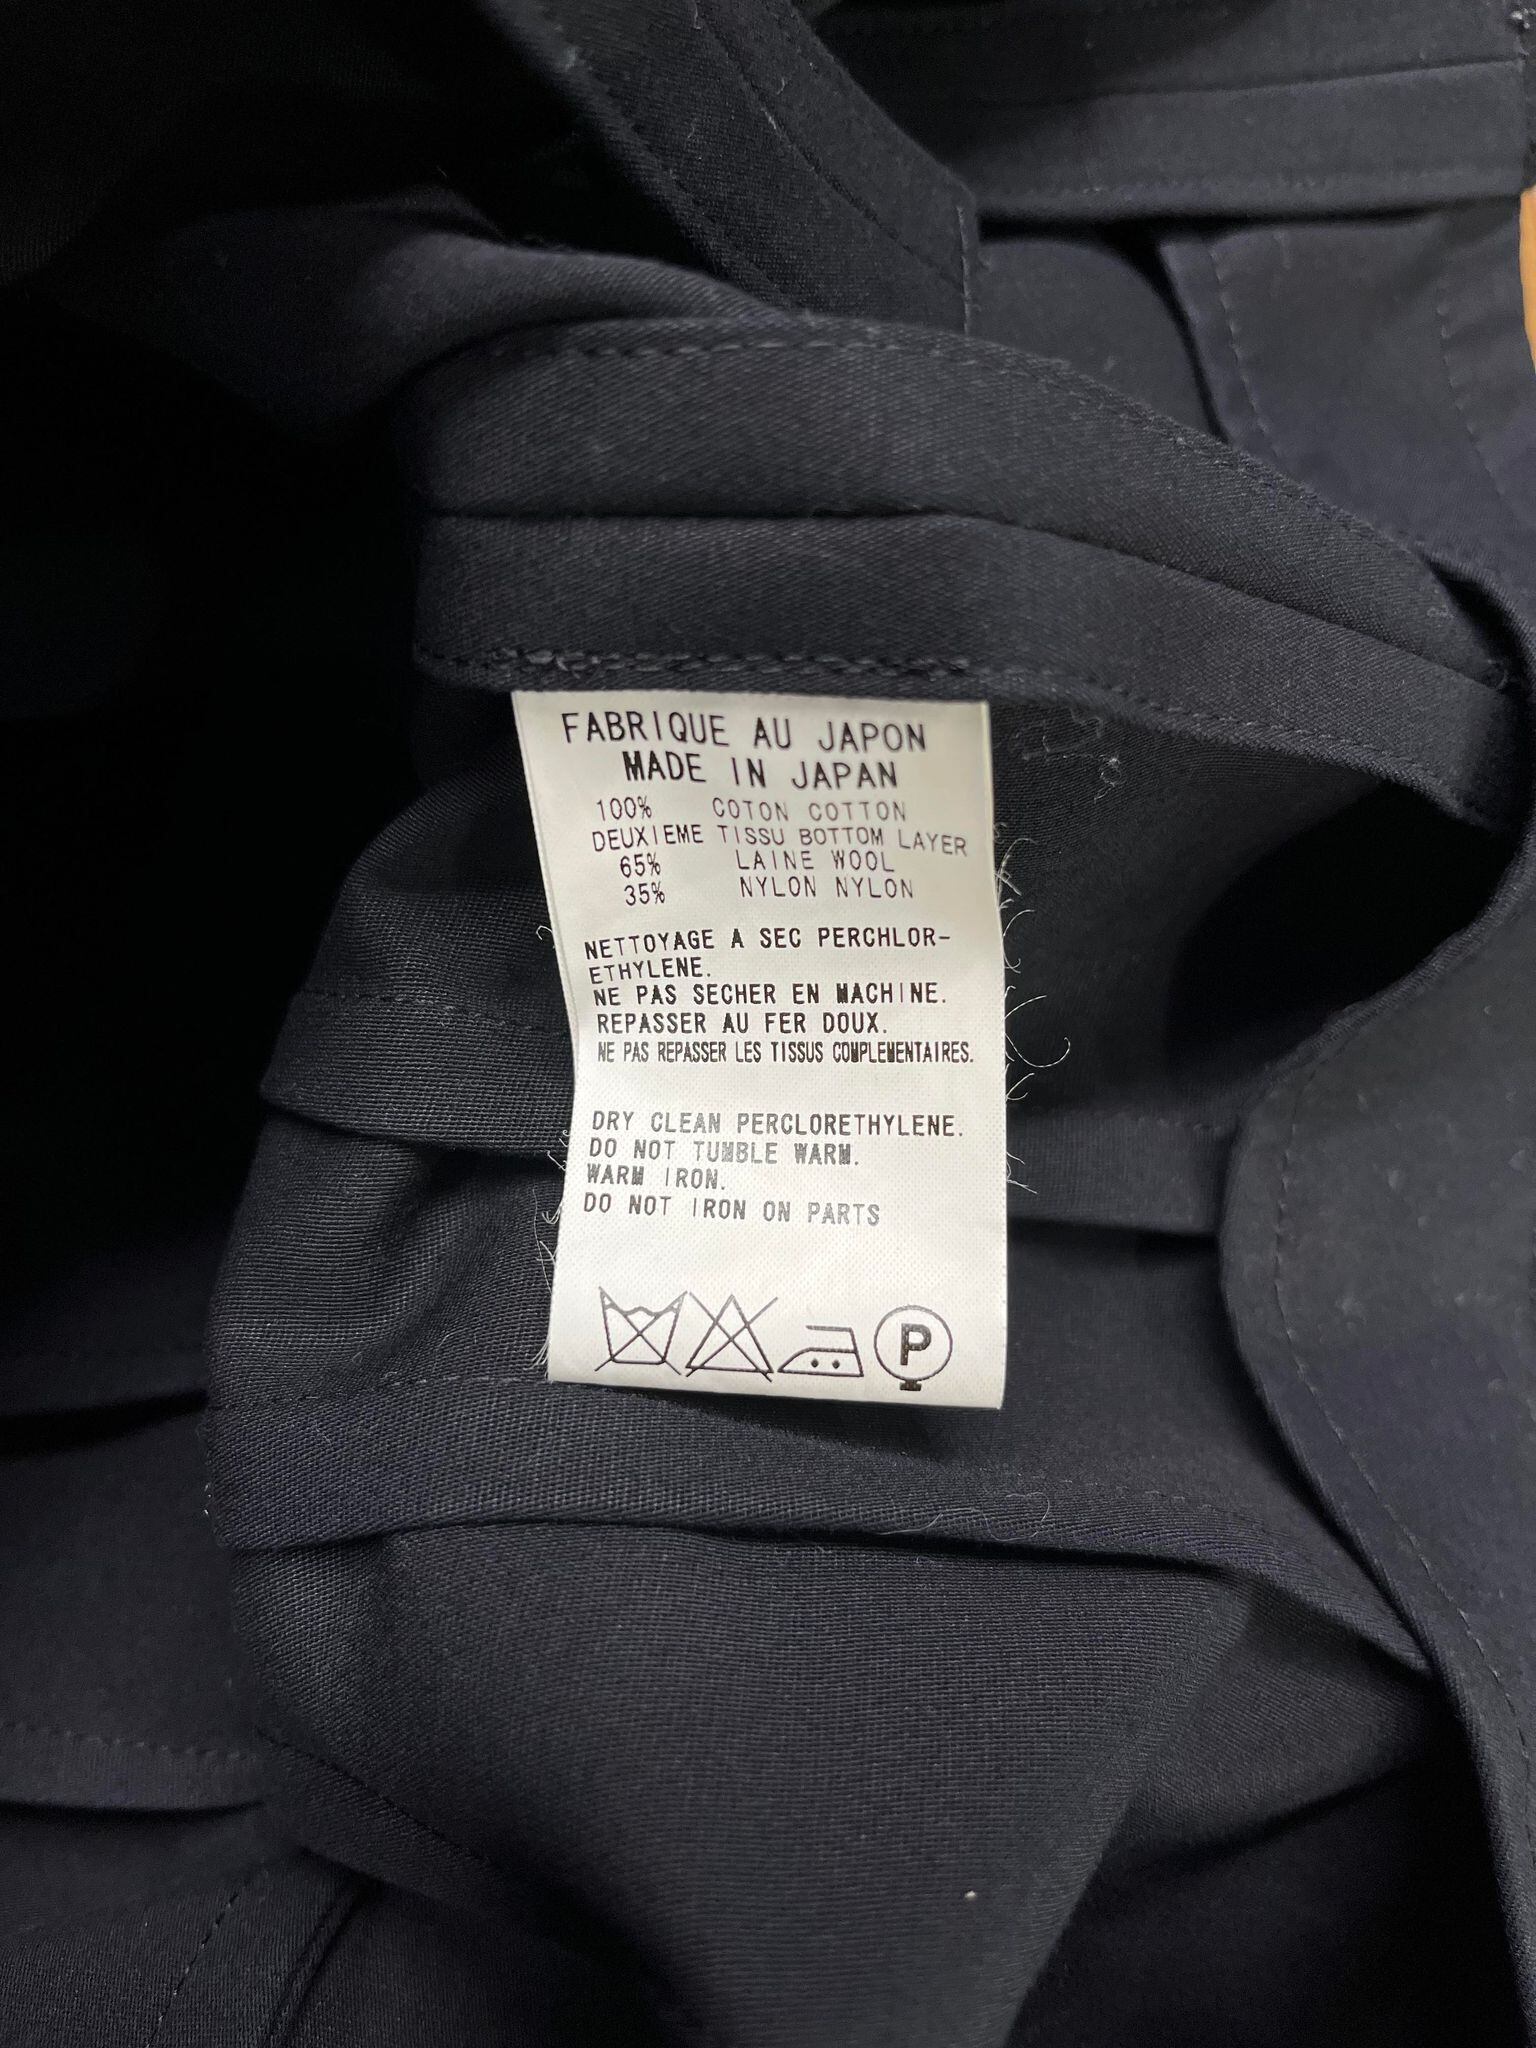 FABRIQUE AU JAPON
MADE IN JAPAN
100% COTON COTTON
DEUXIEME TISSU BOTTOM LAYER
65% LAINE WOOL
35% NYLON NYLON
NETTOYAGE A SEC PERCHLOR-
ETHYLENE.
NE PAS SECHER EN MACHINE.
REPASSER AU FER DOUX.
NE PAS REPASSER LES TISSUS COMPLEMENTAIRES.
DRY CLEAN PERCLORETHYLENE.
DO NOT TUMBLE WARM.
WARM IRON.
DO NOT IRON ON PARTS
P